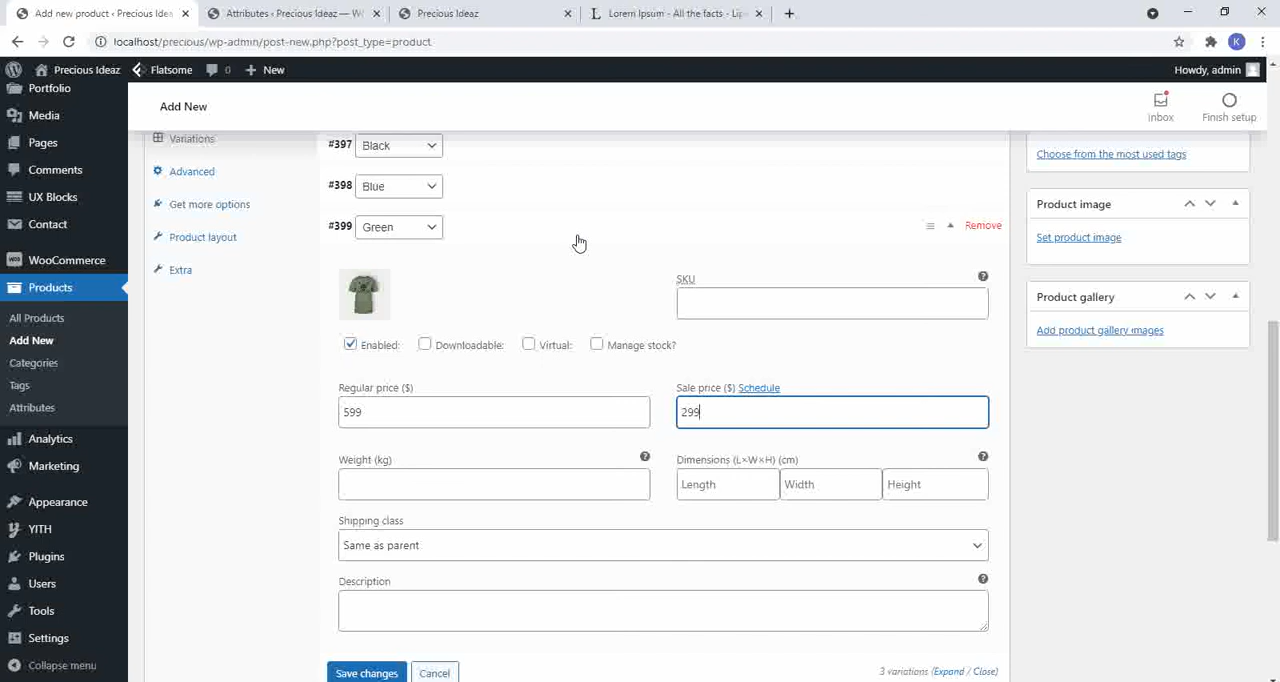 Add new product ‹ Precious Idea
Attributes ‹ Precious Ideaz — W
Precious Ideaz
Lorem Ipsum - All the facts - Lip
localhost/precious/wp-admin/post-new.php?post_type=product
K
Precious Ideaz
Flatsome
0
New
Howdy, admin
Portfolio
Media
Pages
Comments
UX Blocks
Contact
WooCommerce
Products
All Products
Add New
Categories
Tags
Attributes
Analytics
Marketing
Appearance
YITH
Plugins
Users
Tools
Settings
Collapse menu
Add New
Inbox
Finish setup
Variations
Advanced
Get more options
Product layout
Extra
#397 Black
#398 Blue
#399 Green
Remove
SKU
Enabled: Downloadable: Virtual: Manage stock?
Regular price ($)
599
Sale price ($) Schedule
299
Weight (kg)
Dimensions (L×W×H) (cm)
Length Width Height
Shipping class
Same as parent
Description
Save changes
Cancel
3 variations (Expand / Close)
Choose from the most used tags
Product image
Set product image
Product gallery
Add product gallery images